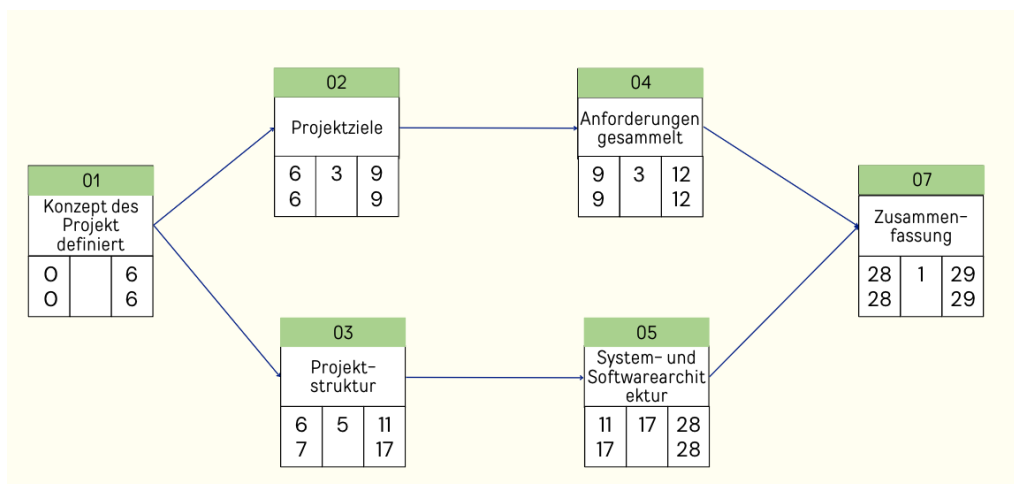 01
Konzept des
Projekt
definiert
0 6
0 6
02
Projektziele
6 3 9
6 9
03
Projekt-
struktur
6 5 11
7 17
04
Anforderungen
gesammelt
9 3 12
9 12
05
System- und
Softwarearchit
ektur
11 17 28
17 28
07
Zusammen-
fassung
28 1 29
28 29